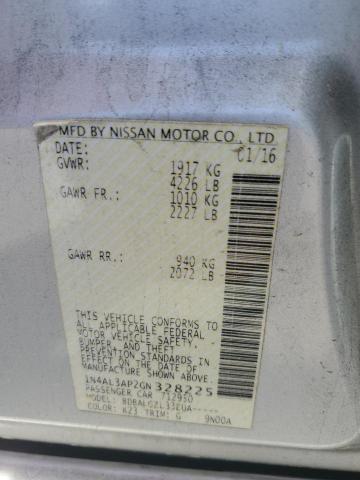 MFD BY NISSAN MOTOR CO., LTD
DATE: 01/16
GVWR: 1917 KG
4226 LB
GAWR FR.: 1010 KG
2227 LB
GAWR RR.: 940 KG
2072 LB
THIS VEHICLE CONFORMS TO
ALL APPLICABLE FEDERAL
MOTOR VEHICLE SAFETY,
BUMPER, AND THEFT
PREVENTION STANDARDS IN
EFFECT ON THE DATE OF
MANUFACTURE SHOWN ABOVE.
1N4AL3AP2GN 328225
PASSENGER CAR 712950
MODEL:
COLOR: K23 TRIM: G 9N00A